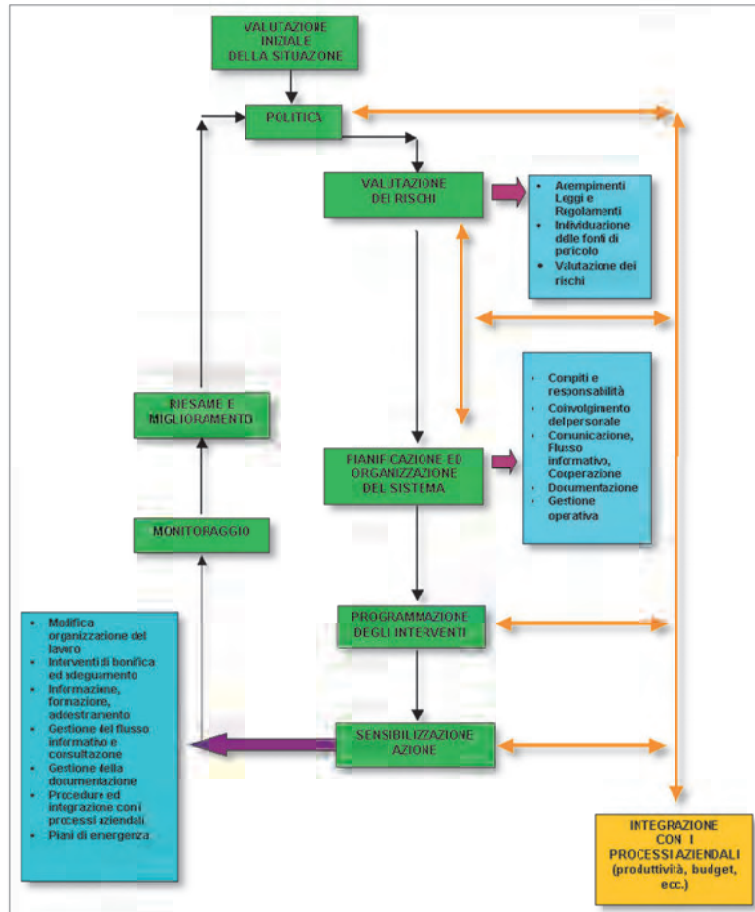 VALUTAZIONE
INIZIALE
DELLA SITUAZONE
POLITICA
VALUTAZIONE
DEI RISCHI
• Adempimenti
Leggi e
Regolamenti
• Individuazione
delle fonti di
pericolo
• Valutazione dei
rischi
• Compiti e
responsabilità
• Coinvolgimento
del personale
• Comunicazione,
Flusso
informativo,
Cooperazione
• Documentazione
• Gestione
operativa
RIESAME E
MIGLIORAMENTO
PIANIFICAZIONE ED
ORGANIZZAZIONE
DEL SISTEMA
MONITORAGGIO
PROGRAMMAZIONE
DEGLI INTERVENTI
• Modifica
organizzazione del
lavoro
• Interventi di bonifica
ed adeguamento
• Informazione,
formazione,
addestramento
• Gestione del flusso
informativo e
consultazione
• Gestione della
documentazione
• Procedure ed
integrazione con i
processi aziendali
• Piani di emergenza
SENSIBILIZZAZIONE
AZIONE
INTEGRAZIONE
CON I
PROCESSI AZIENDALI
(produttività, budget,
ecc.)